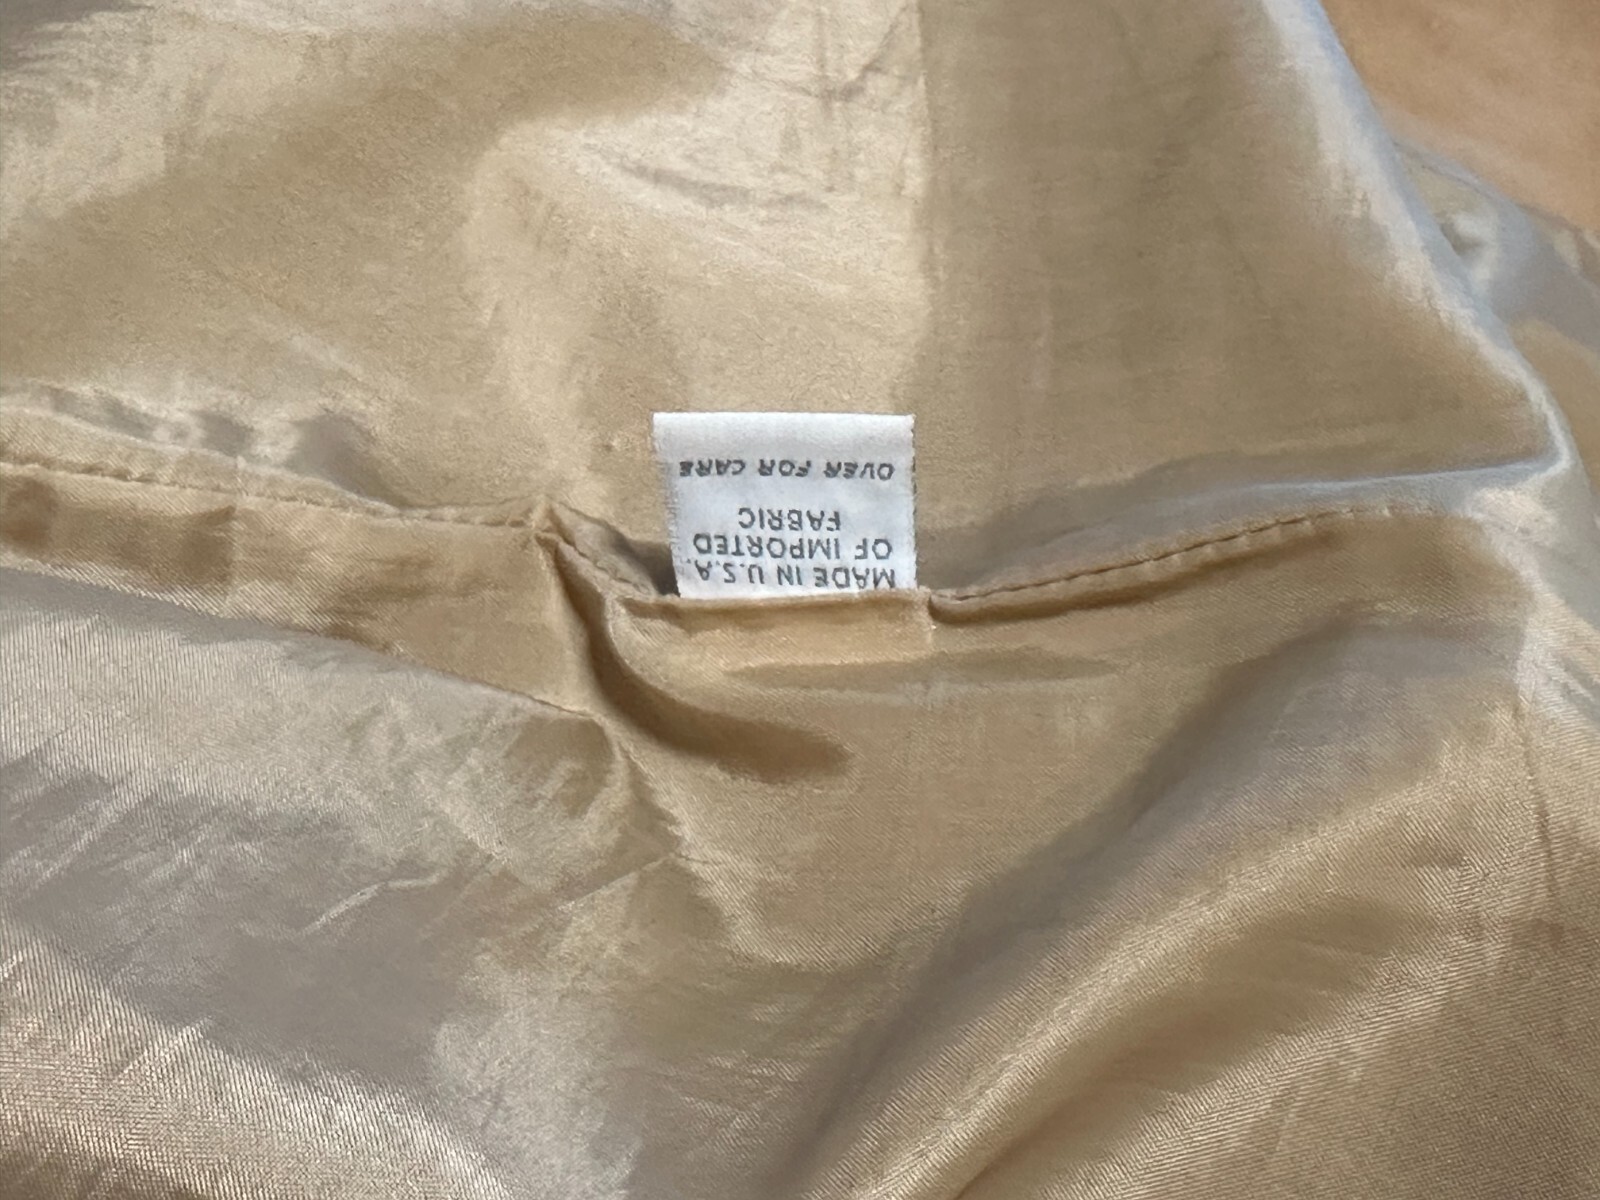 MADE IN U.S.A.
OF IMPORTED
FABRIC
OVER FOR CARE